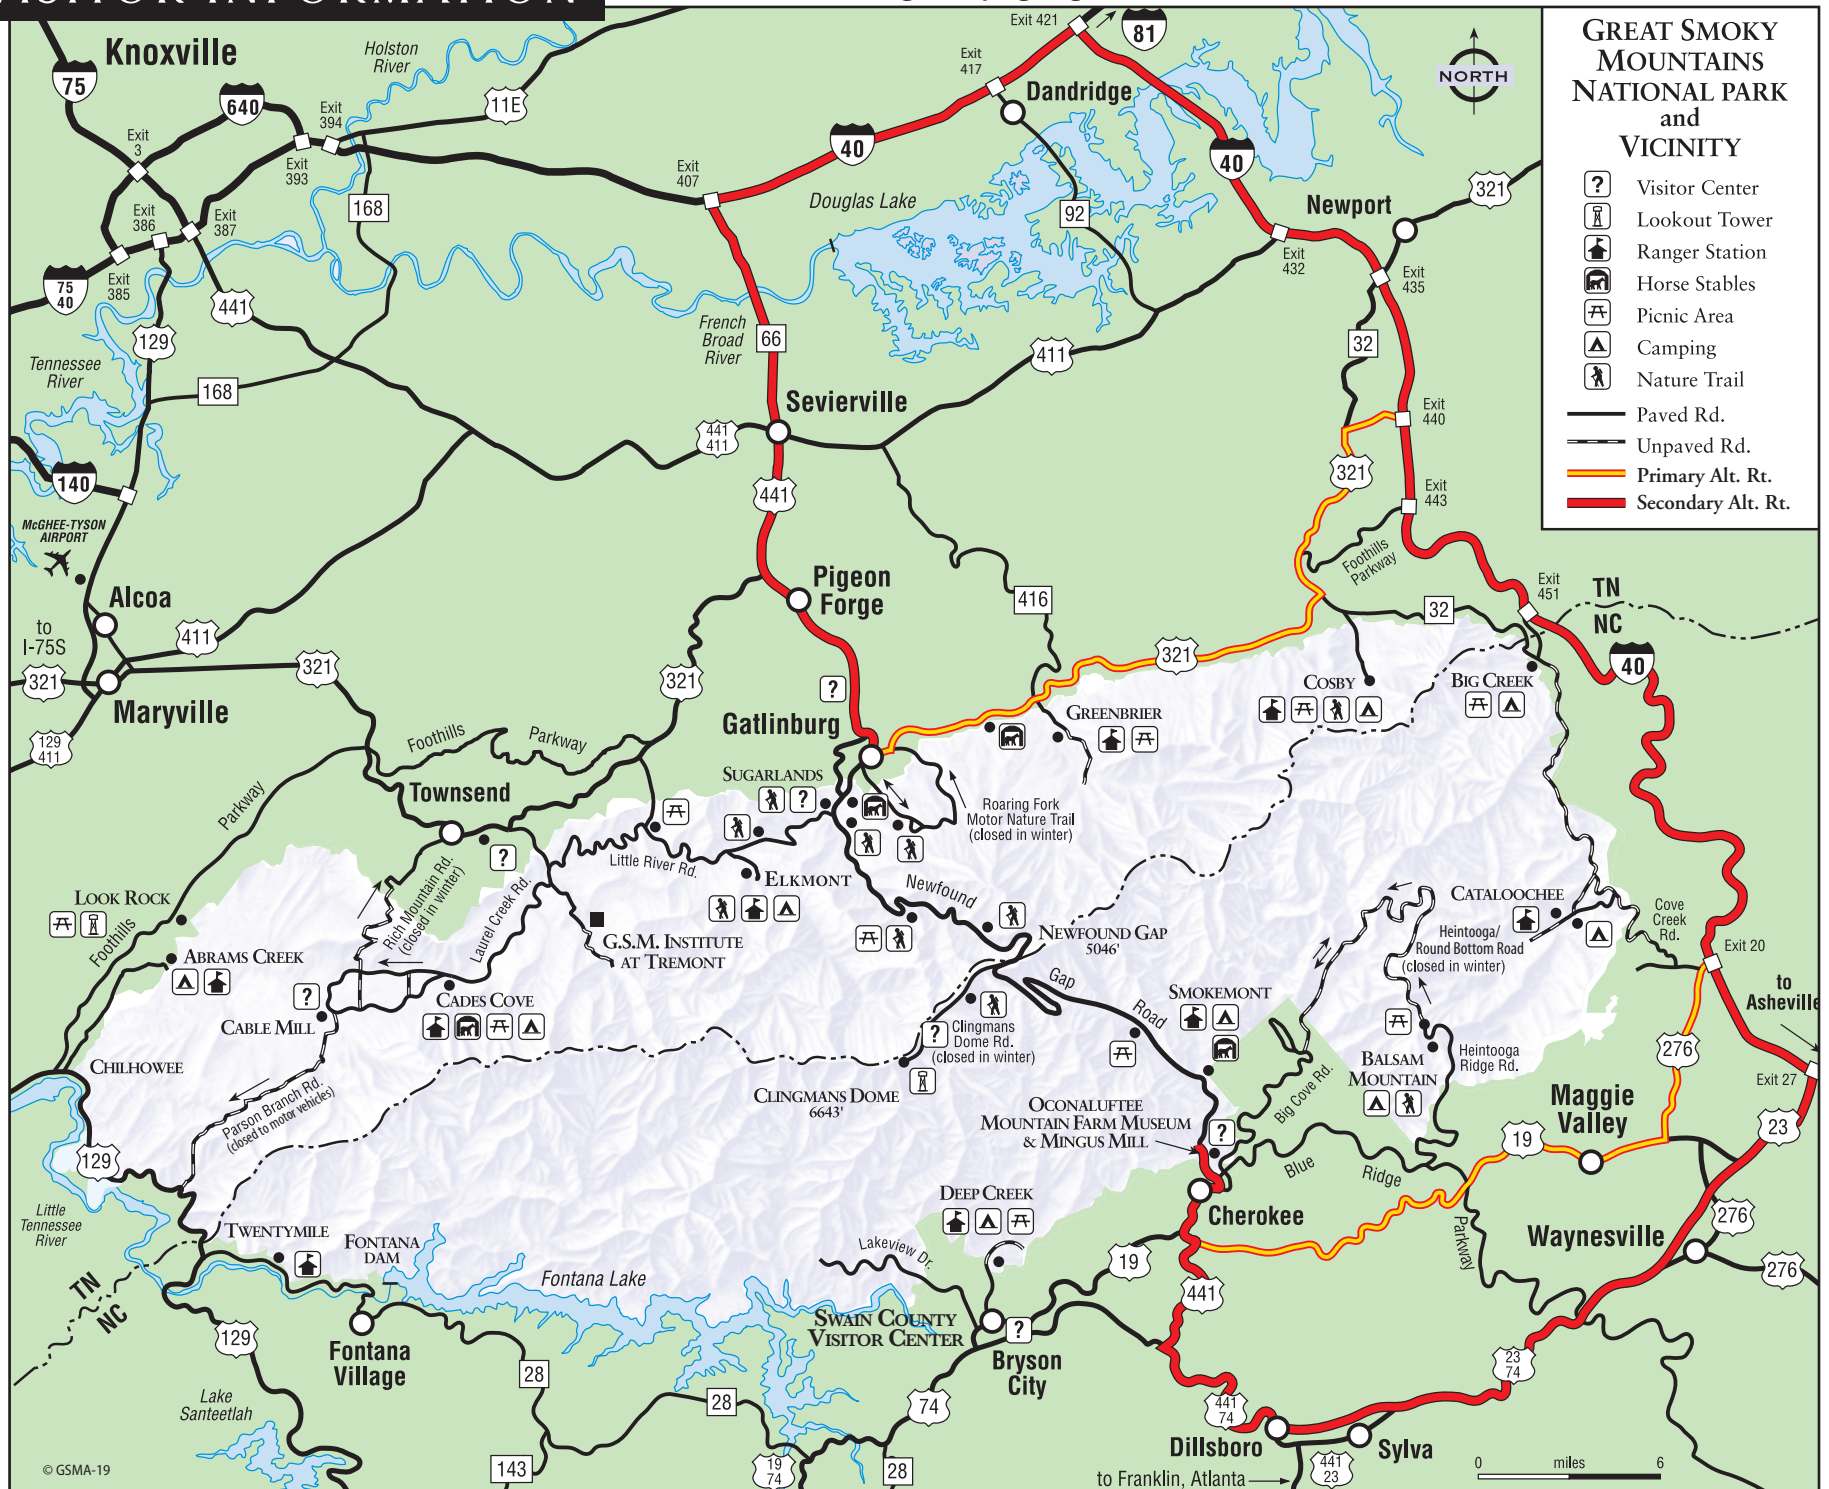 VISITOR INFORMATION
GREAT SMOKY
MOUNTAINS
NATIONAL PARK
and
VICINITY
Visitor Center
Lookout Tower
Ranger Station
Horse Stables
Picnic Area
Camping
Nature Trail
Paved Rd.
Unpaved Rd.
Primary Alt. Rt.
Secondary Alt. Rt.
NORTH
Knoxville
Holston
River
75
640
Exit
3
Exit
394
Exit
393
Exit
386
Exit
387
Exit
385
75
40
11E
168
441
129
168
Tennessee
River
140
McGHEE-TYSON
AIRPORT
Alcoa
to
I-75S
411
321
321
Maryville
129
411
Exit 421
81
Exit
417
Dandridge
40
40
Exit
407
Douglas Lake
92
Newport
321
Exit
432
Exit
435
French
Broad
River
66
411
32
Sevierville
441
411
441
Exit
440
321
Exit
443
Foothills
Parkway
Exit
451
TN
NC
Pigeon
Forge
416
32
40
321
321
Gatlinburg
GREENBRIER
COSBY
BIG CREEK
Foothills
Parkway
Townsend
Parkway
SUGARLANDS
Roaring Fork
Motor Nature Trail
(closed in winter)
Little River Rd.
ELKMONT
Newfound
Rich Mountain Rd.
(closed in winter)
Laurel Creek Rd.
LOOK ROCK
Foothills
G.S.M. INSTITUTE
AT TREMONT
NEWFOUND GAP
5046'
CATALOOCHEE
Cove
Creek
Rd.
Heintooga/
Round Bottom Road
(closed in winter)
Exit 20
ABRAMS CREEK
Gap
Road
SMOKEMONT
to
Asheville
CADES COVE
CABLE MILL
Clingmans
Dome Rd.
(closed in winter)
CHILHOWEE
Parson Branch Rd.
(closed to motor vehicles)
CLINGMANS DOME
6643'
OCONALUFTEE
MOUNTAIN FARM MUSEUM
& MINGUS MILL
Big Cove Rd.
BALSAM
MOUNTAIN
Heintooga
Ridge Rd.
276
Exit 27
Maggie
Valley
19
23
129
Blue
Ridge
Parkway
Little
Tennessee
River
TWENTYMILE
FONTANA
DAM
DEEP CREEK
Cherokee
Waynesville
276
276
TN
NC
Fontana Lake
Lakeview Dr.
19
441
SWAIN COUNTY
VISITOR CENTER
Bryson
City
129
Fontana
Village
28
Lake
Santeetlah
28
74
441
74
23
74
Dillsboro
Sylva
143
19
74
28
to Franklin, Atlanta
441
23
0 miles 6
© GSMA-19